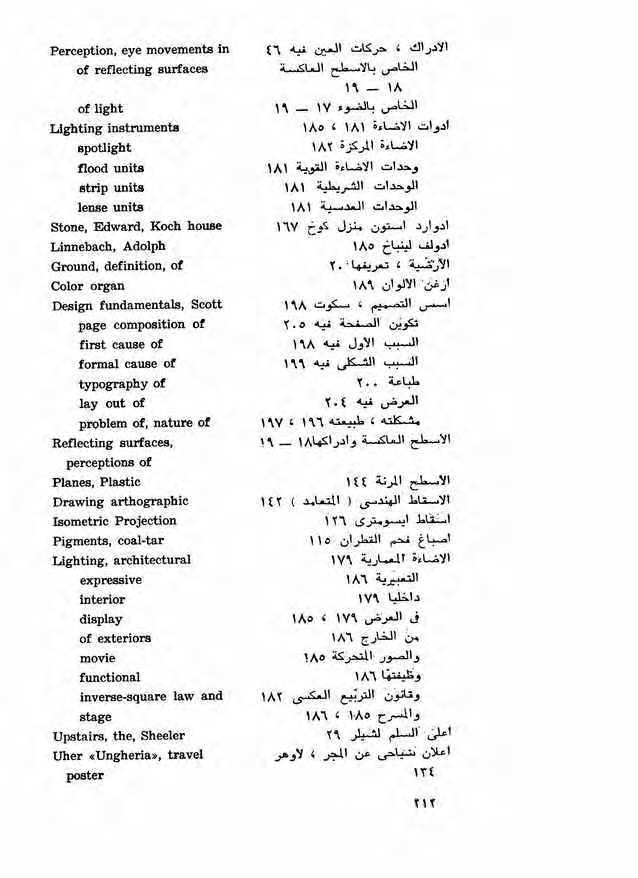 Perception, eye movements in الادراك ، حركات العين فيه ٤٦
of reflecting surfaces الخاص بالاسطح العاكسة
١٨ — ١٩
of light الخاص بالضوء ١٧ — ١٩
Lighting instruments ادوات الاضاءة ١٨١ ، ١٨٥
spotlight الاضاءة المركزة ١٨٢
flood units وحدات الاضاءة القوية ١٨١
strip units الوحدات الشريطية ١٨١
lense units الوحدات العدسية ١٨١
Stone, Edward, Koch house ادوارد استون منزل كوخ ١٦٧
Linnebach, Adolph ادولف لينباخ ١٨٥
Ground, definition, of الأرضية ، تعريفها ٢٠
Color organ ارغن الالوان ١٨٩
Design fundamentals, Scott اسس التصميم ، سكوت ١٩٨
page composition of تكوين الصفحة فيه ٢٠٥
first cause of السبب الأول فيه ١٩٨
formal cause of السبب الشكلى فيه ١٩٩
typography of طباعة ٢٠٠
lay out of العرض فيه ٢٠٤
problem of, nature of مشكلته ، طبيعته ١٩٦ ، ١٩٧
Reflecting surfaces, الاسطح العاكسة وادراكها ١٨ — ١٩
perceptions of
Planes, Plastic الاسطح المرنة ١٤٤
Drawing arthographic الاسقاط الهندسى ( المتعامد ) ١٤٢
Isometric Projection اسقاط ايسومترى ١٢٦
Pigments, coal-tar اصباغ فحم القطران ١١٥
Lighting, architectural الاضاءة المعمارية ١٧٩
expressive التعبيرية ١٨٦
interior داخليا ١٧٩
display فى العرض ١٧٩ ، ١٨٥
of exteriors من الخارج ١٨٦
movie والصور المتحركة ١٨٥
functional وظيفتها ١٨٦
inverse-square law and وقانون التربيع العكسى ١٨٢
stage والمسرح ١٨٥ ، ١٨٦
Upstairs, the, Sheeler أعلى السلم لشيلر ٢٩
Uher «Ungheria», travel اعلان سياحى عن المجر ، لاوهر
poster ١٣٤
٢١٢